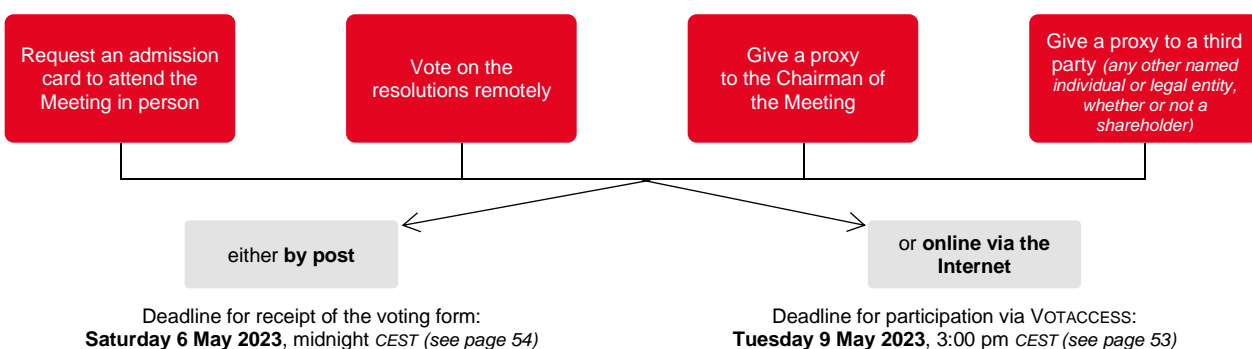 Request an admission
card to attend the
Meeting in person
Vote on the
resolutions remotely
Give a proxy
to the Chairman of
the Meeting
Give a proxy to a third
party (any other named
individual or legal entity,
whether or not a
shareholder)
either by post
or online via the
Internet
Deadline for receipt of the voting form:
Saturday 6 May 2023, midnight CEST (see page 54)
Deadline for participation via VOTACCESS:
Tuesday 9 May 2023, 3:00 pm CEST (see page 53)